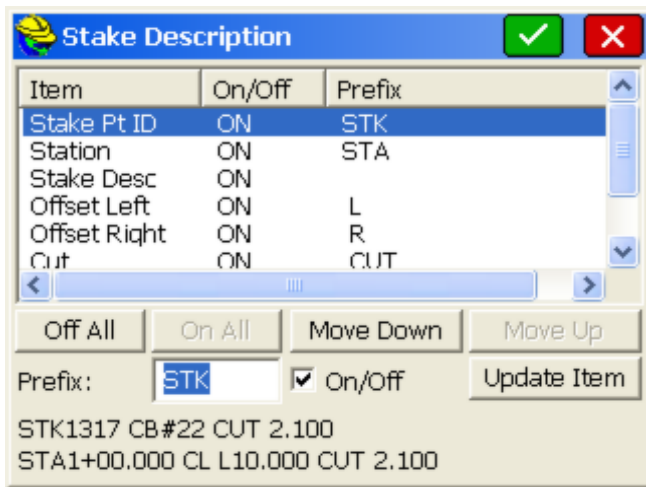 Stake Description
Item On/Off Prefix
Stake Pt ID ON STK
Station ON STA
Stake Desc ON
Offset Left ON L
Offset Right ON R
Cut ON CUT
Off All On All Move Down Move Up
Prefix: STK On/Off Update Item
STK1317 CB#22 CUT 2.100
STA1+00.000 CL L10.000 CUT 2.100